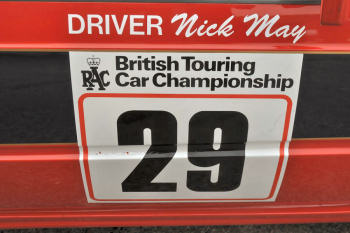 DRIVER Nick May
British Touring
RAC Car Championship
29